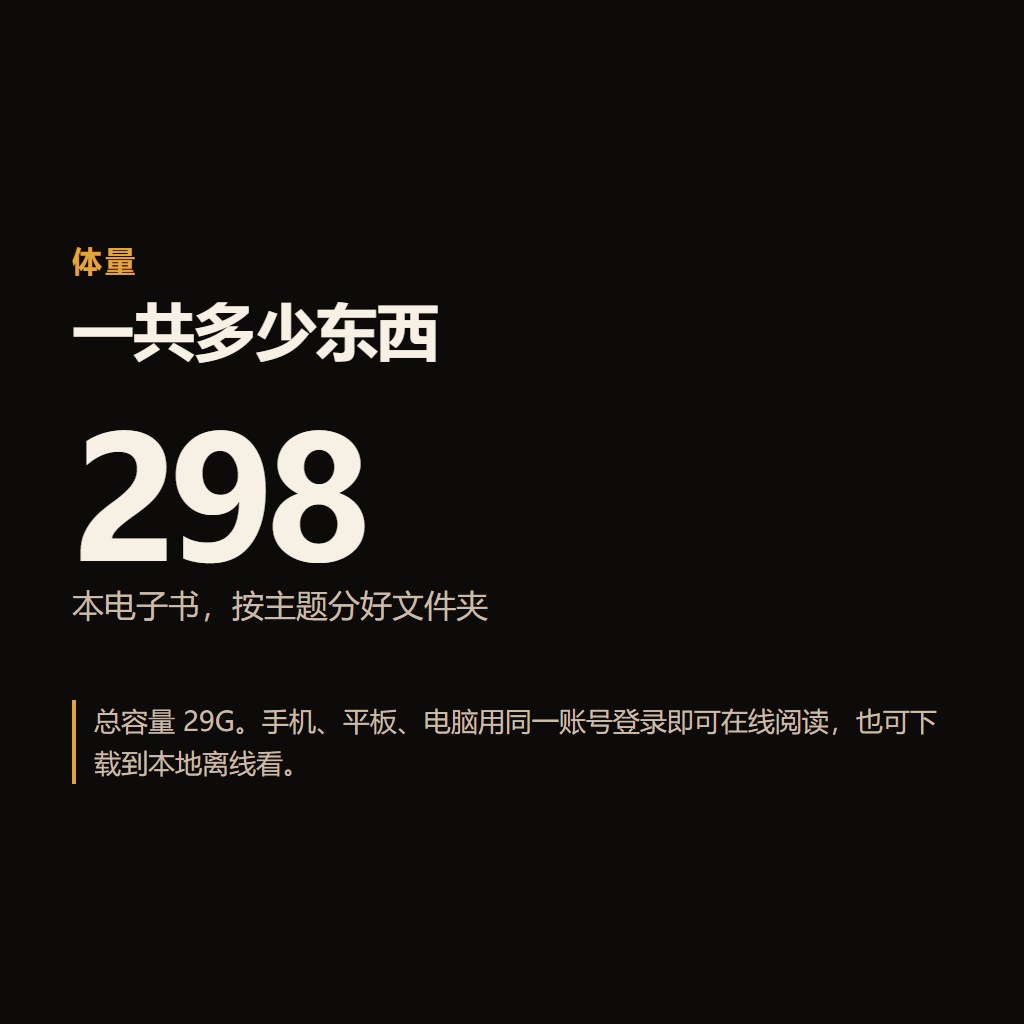 体量
一共多少东西
298
本电子书，按主题分好文件夹
总容量 29G。手机、平板、电脑用同一账号登录即可在线阅读，也可下
载到本地离线看。